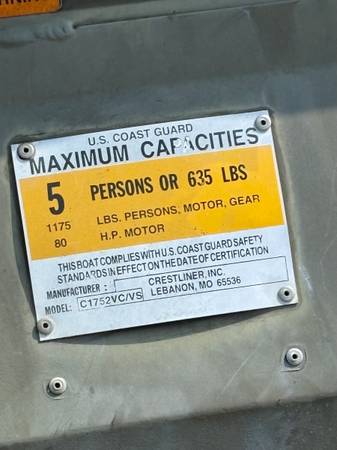 U.S. COAST GUARD
MAXIMUM CAPACITIES
5 PERSONS OR 635 LBS
1175 LBS. PERSONS, MOTOR, GEAR
80 H.P. MOTOR
THIS BOAT COMPLIES WITH U.S. COAST GUARD SAFETY
STANDARDS IN EFFECT ON THE DATE OF CERTIFICATION
MANUFACTURER : CRESTLINER, INC.
MODEL: C1752VC/VS LEBANON, MO 65536